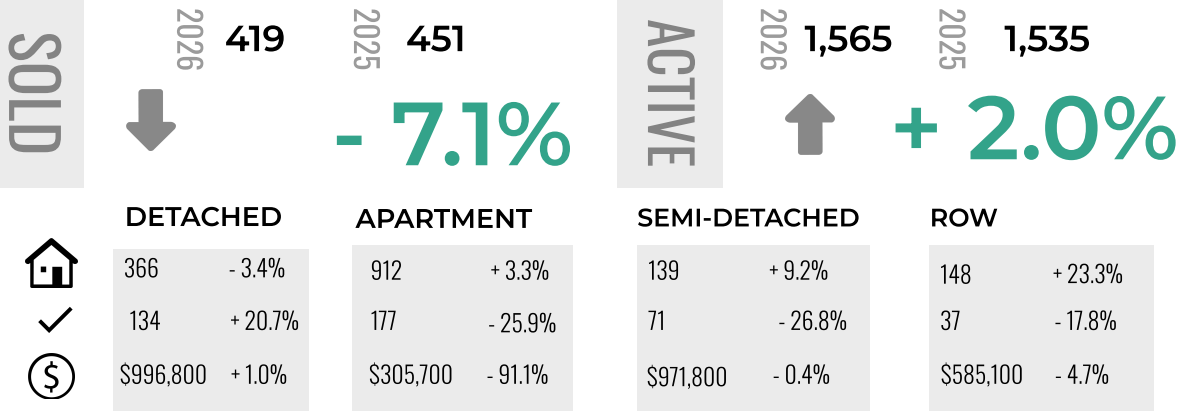 SOLD
2026
419
2025
451
- 7.1%
ACTIVE
2026
1,565
2025
1,535
+ 2.0%
DETACHED
366 - 3.4%
134 + 20.7%
$996,800 + 1.0%
APARTMENT
912 + 3.3%
177 - 25.9%
$305,700 - 91.1%
SEMI-DETACHED
139 + 9.2%
71 - 26.8%
$971,800 - 0.4%
ROW
148 + 23.3%
37 - 17.8%
$585,100 - 4.7%
$